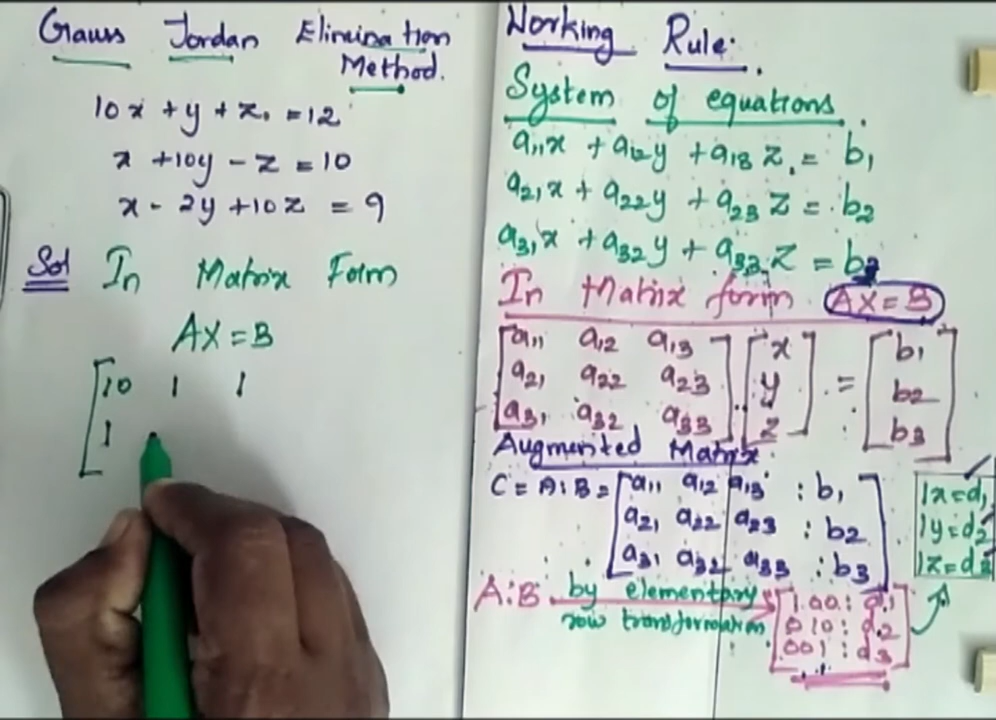 Gauss Jordan Elimination
Method.
10x + y + z = 12
x + 10y - z = 10
x - 2y + 10z = 9
Sol In Matrix Form
AX = B
[10 1 1
1
Working Rule:
System of equations.
a11x + a12y + a13z = b1
a21x + a22y + a23z = b2
a31x + a32y + a33z = b3
In Matrix form AX = B
[a11 a12 a13] [x] = [b1]
[a21 a22 a23] [y] = [b2]
[a31 a32 a33] [z] = [b3]
Augmented Matrix
C = A:B = [a11 a12 a13 : b1]
a21 a22 a23 : b2
a31 a32 a33 : b3
1x = d1
1y = d2
1z = d3
A:B by elementary
row transformation
[1 0 0 : d1]
0 1 0 : d2
0 0 1 : d3